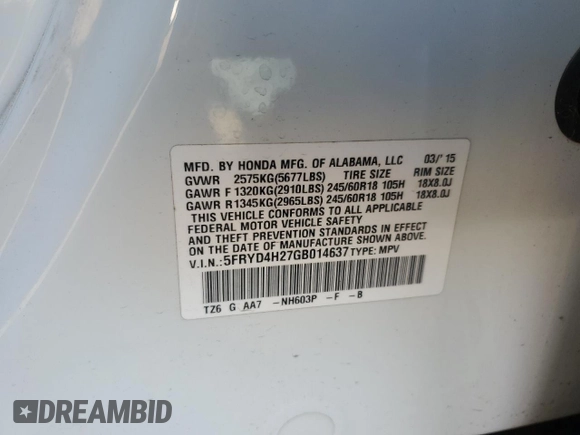 MFD. BY HONDA MFG. OF ALABAMA, LLC 03/'15
GVWR 2575KG(5677LBS) TIRE SIZE RIM SIZE
GAWR F 1320KG(2910LBS) 245/60R18 105H 18X8.0J
GAWR R1345KG(2965LBS) 245/60R18 105H 18X8.0J
THIS VEHICLE CONFORMS TO ALL APPLICABLE
FEDERAL MOTOR VEHICLE SAFETY
AND THEFT PREVENTION STANDARDS IN EFFECT
ON THE DATE OF MANUFACTURE SHOWN ABOVE.
V.I.N.:5FRYD4H27GB014637 TYPE: MPV
TZ6 G AA7 -NH603P -F -B
DREAMBID